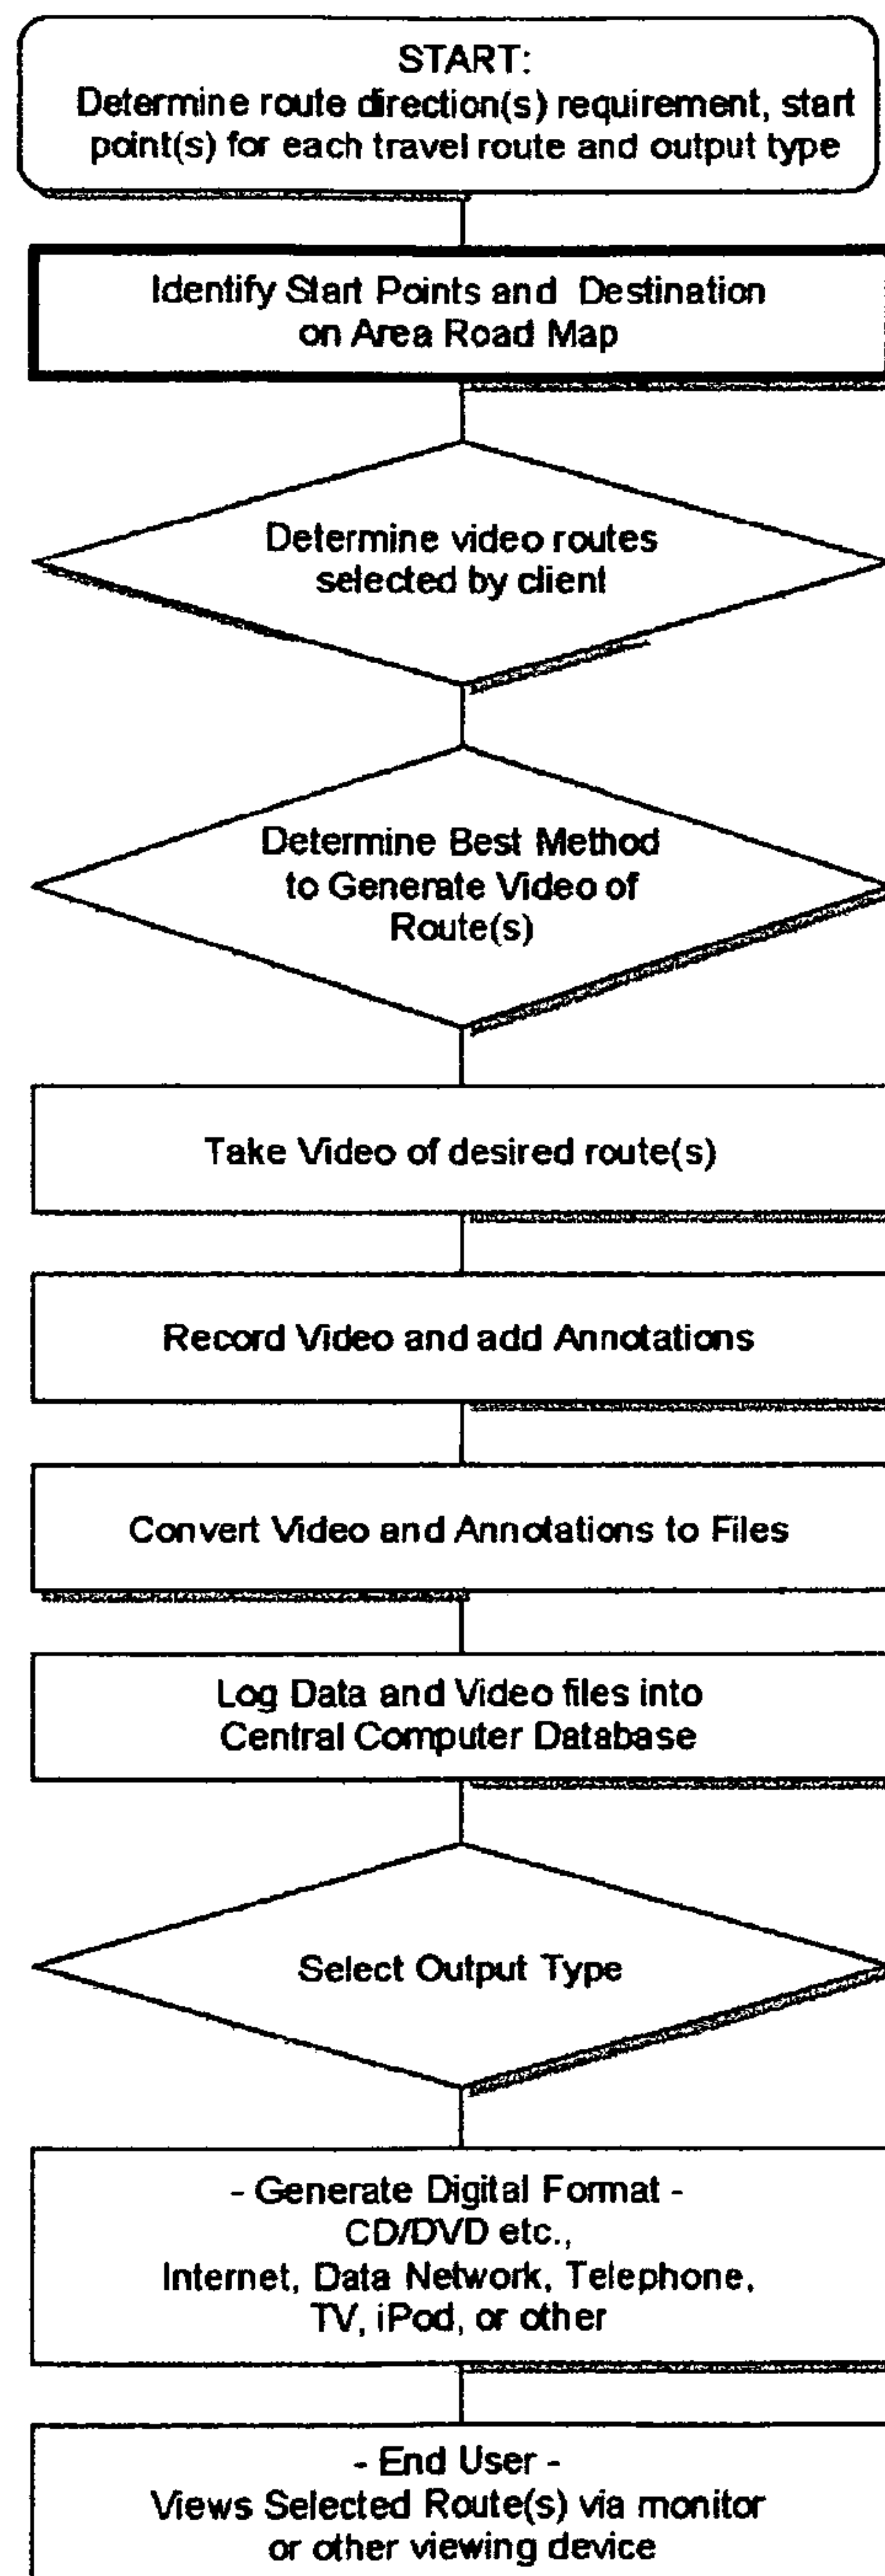 START:
Determine route direction(s) requirement, start
point(s) for each travel route and output type
Identify Start Points and Destination
on Area Road Map
Determine video routes
selected by client
Determine Best Method
to Generate Video of
Route(s)
Take Video of desired route(s)
Record Video and add Annotations
Convert Video and Annotations to Files
Log Data and Video files into
Central Computer Database
Select Output Type
- Generate Digital Format -
CD/DVD etc.,
Internet, Data Network, Telephone,
TV, iPod, or other
- End User -
Views Selected Route(s) via monitor
or other viewing device